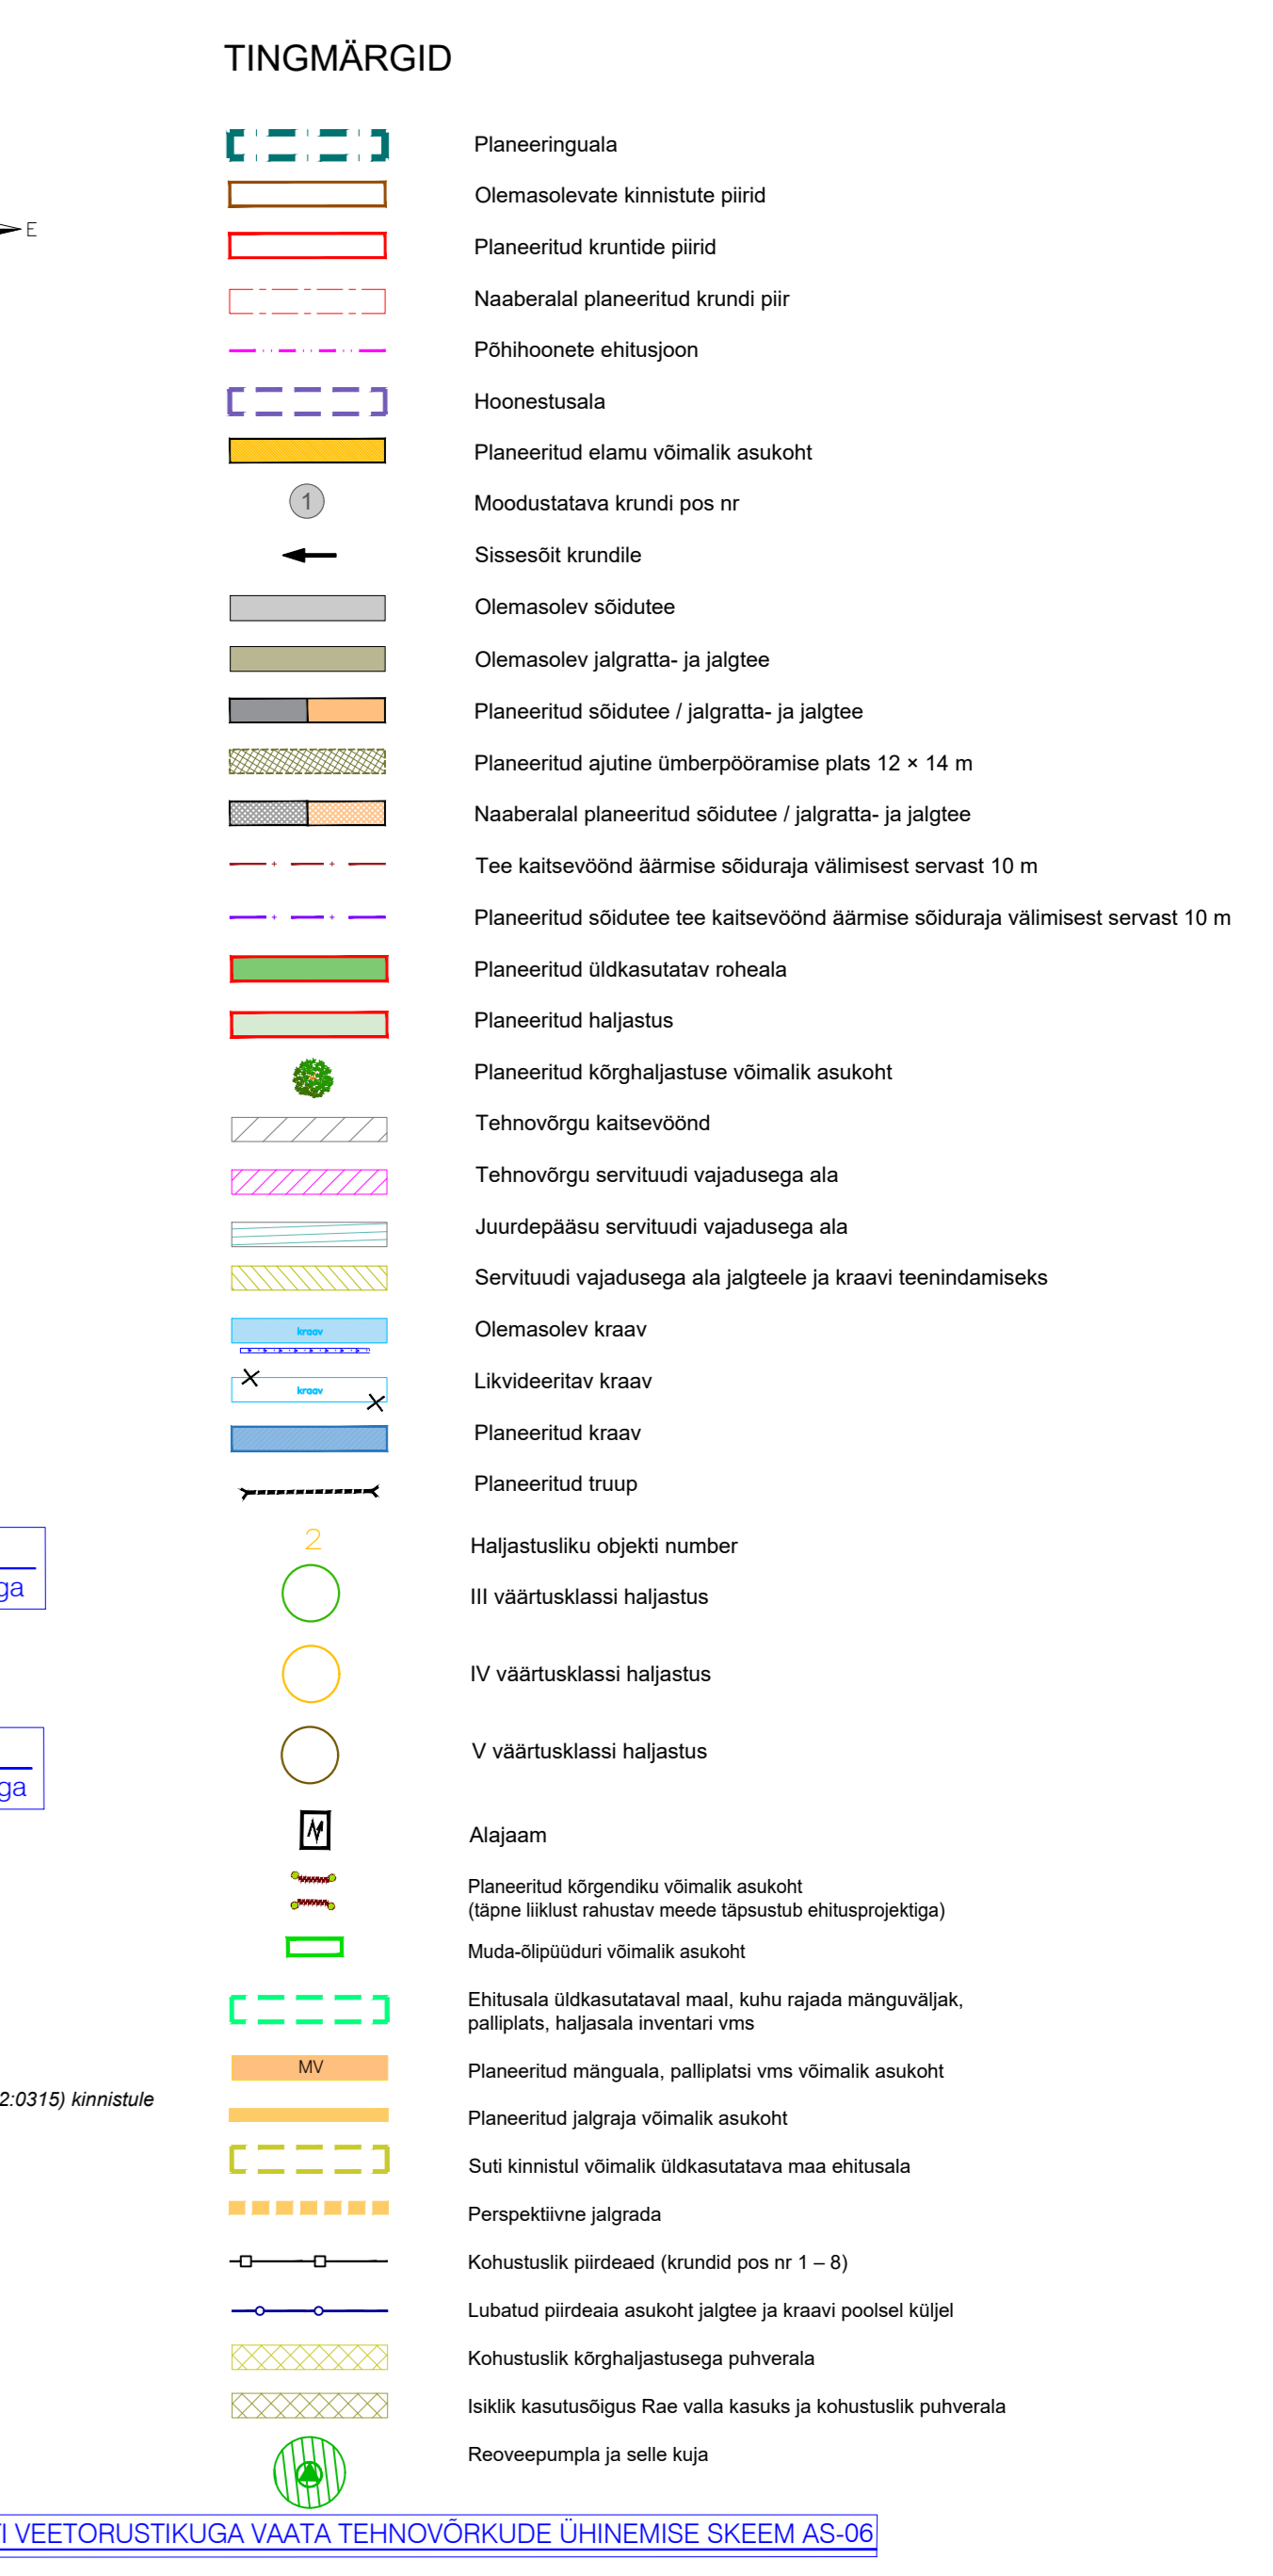 TINGMÄRGID
Planeeringuala
Olemasolevate kinnistute piirid
E
Planeeritud kruntide piirid
Naaberalal planeeritud krundi piir
Põhihoonete ehitusjoon
Hoonestusala
Planeeritud elamu võimalik asukoht
1
Moodustatava krundi pos nr
Sissesõit krundile
Olemasolev sõidutee
Olemasolev jalgratta- ja jalgtee
Planeeritud sõidutee / jalgratta- ja jalgtee
Planeeritud ajutine ümberpööramise plats 12 × 14 m
Naaberalal planeeritud sõidutee / jalgratta- ja jalgtee
Tee kaitsevöönd äärmise sõiduraja välimisest servast 10 m
Planeeritud sõidutee tee kaitsevöönd äärmise sõiduraja välimisest servast 10 m
Planeeritud üldkasutatav roheala
Planeeritud haljastus
Planeeritud kõrghaljastuse võimalik asukoht
Tehnovõrgu kaitsevöönd
Tehnovõrgu servituudi vajadusega ala
Juurdepääsu servituudi vajadusega ala
Servituudi vajadusega ala jalgteele ja kraavi teenindamiseks
kraav Olemasolev kraav
kraav Likvideeritav kraav
Planeeritud kraav
Planeeritud truup
2 Haljastusliku objekti number
ga
III väärtusklassi haljastus
IV väärtusklassi haljastus
V väärtusklassi haljastus
ga
Alajaam
Planeeritud kõrgendiku võimalik asukoht
(täpne liiklust rahustav meede täpsustub ehitusprojektiga)
Muda-õlipüüduri võimalik asukoht
Ehitusala üldkasutataval maal, kuhu rajada mänguväljak,
palliplats, haljasala inventari vms
MV Planeeritud mänguala, palliplatsi vms võimalik asukoht
2:0315) kinnistule
Planeeritud jalgraja võimalik asukoht
Suti kinnistul võimalik üldkasutatava maa ehitusala
Perspektiivne jalgrada
Kohustuslik piirdeaed (krundid pos nr 1 – 8)
Lubatud piirdeaia asukoht jalgtee ja kraavi poolsel küljel
Kohustuslik kõrghaljastusega puhverala
Isiklik kasutusõigus Rae valla kasuks ja kohustuslik puhverala
Reoveepumpla ja selle kuja
TI VEETORUSTIKUGA VAATA TEHNOVÕRKUDE ÜHINEMISE SKEEM AS-06